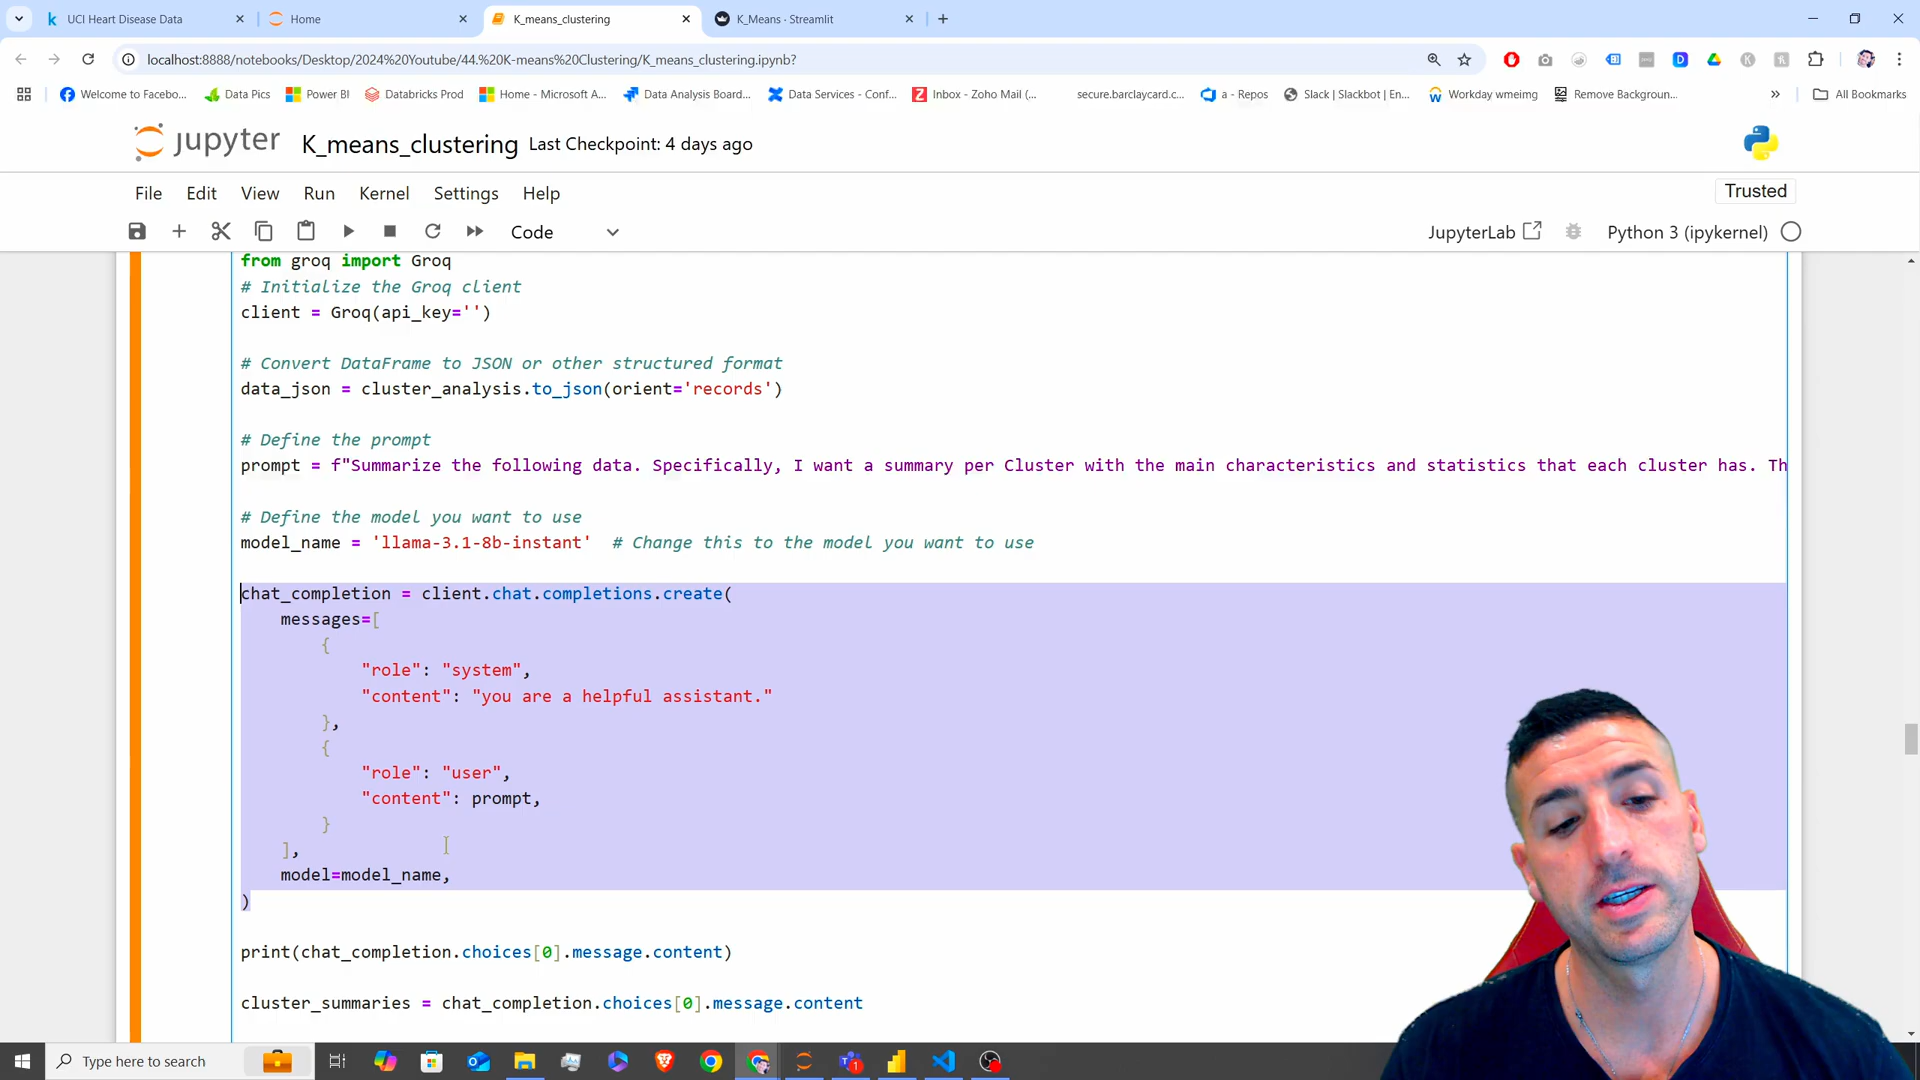 UCI Heart Disease Data
Home
K_means_clustering
K_Means · Streamlit
localhost:8888/notebooks/Desktop/2024%20Youtube/44.%20K-means%20Clustering/K_means_clustering.ipynb?
Welcome to Facebo...
Data Pics
Power BI
Databricks Prod
Home - Microsoft A...
Data Analysis Board...
Data Services - Conf...
Inbox - Zoho Mail (...
secure.barclaycard.c...
a - Repos
Slack | Slackbot | En...
Workday wmeimg
Remove Backgroun...
All Bookmarks
jupyter
K_means_clustering Last Checkpoint: 4 days ago
File Edit View Run Kernel Settings Help
Trusted
Code
JupyterLab
Python 3 (ipykernel)
from groq import Groq
# Initialize the Groq client
client = Groq(api_key='')
# Convert DataFrame to JSON or other structured format
data_json = cluster_analysis.to_json(orient='records')
# Define the prompt
prompt = f"Summarize the following data. Specifically, I want a summary per Cluster with the main characteristics and statistics that each cluster has. Th
# Define the model you want to use
model_name = 'llama-3.1-8b-instant'  # Change this to the model you want to use
chat_completion = client.chat.completions.create(
messages=[
{
"role": "system",
"content": "you are a helpful assistant."
},
{
"role": "user",
"content": prompt,
}
],
model=model_name,
)
print(chat_completion.choices[0].message.content)
cluster_summaries = chat_completion.choices[0].message.content
Type here to search